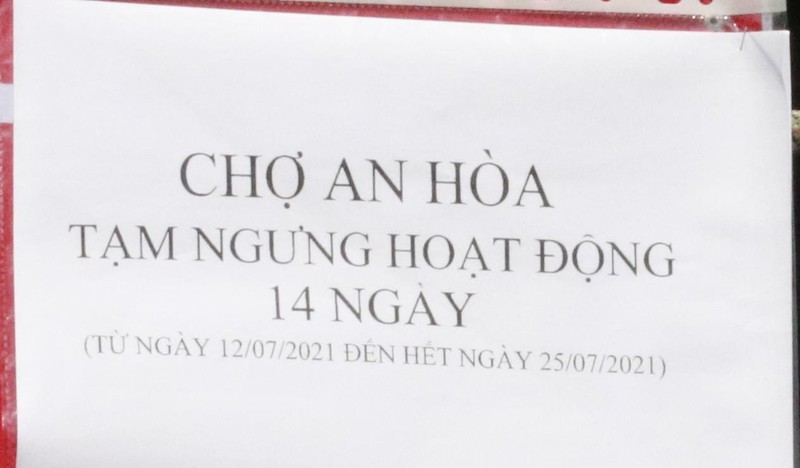 CHỢ AN HÒA
TẠM NGƯNG HOẠT ĐỘNG
14 NGÀY
(TỪ NGÀY 12/07/2021 ĐẾN HẾT NGÀY 25/07/2021)